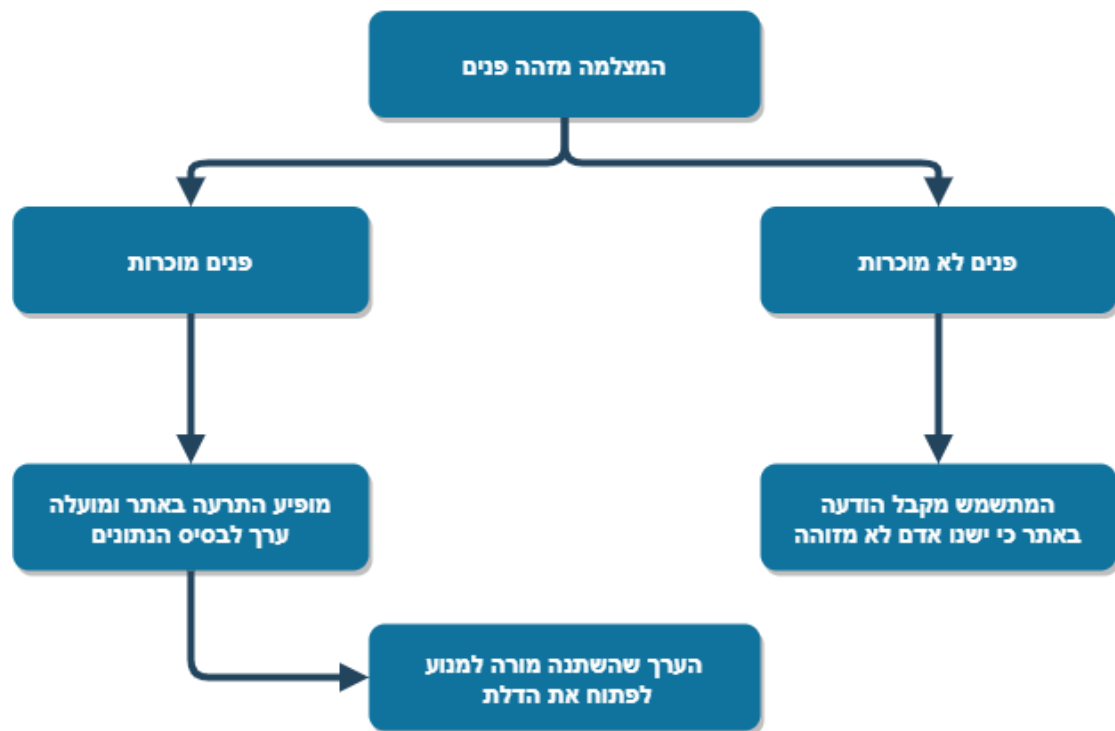 המצלמה מזהה פנים
פנים לא מוכרות
פנים מוכרות
המתשמש מקבל הודעה
באתר כי ישנו אדם לא מזוהה
מופיע התרעה באתר ומועלה
ערך לבסיס הנתונים
הערך שהשתנה מורה למנוע
לפתוח את הדלת